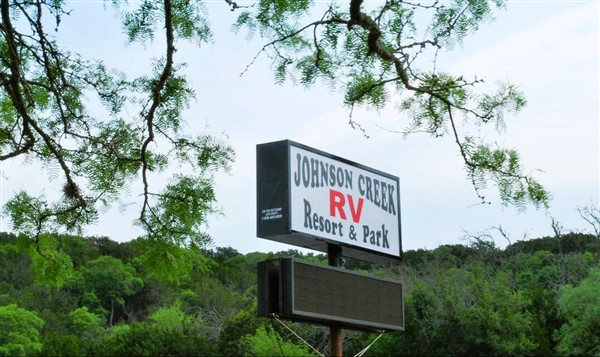 JOHNSON CREEK
RV
Resort & Park